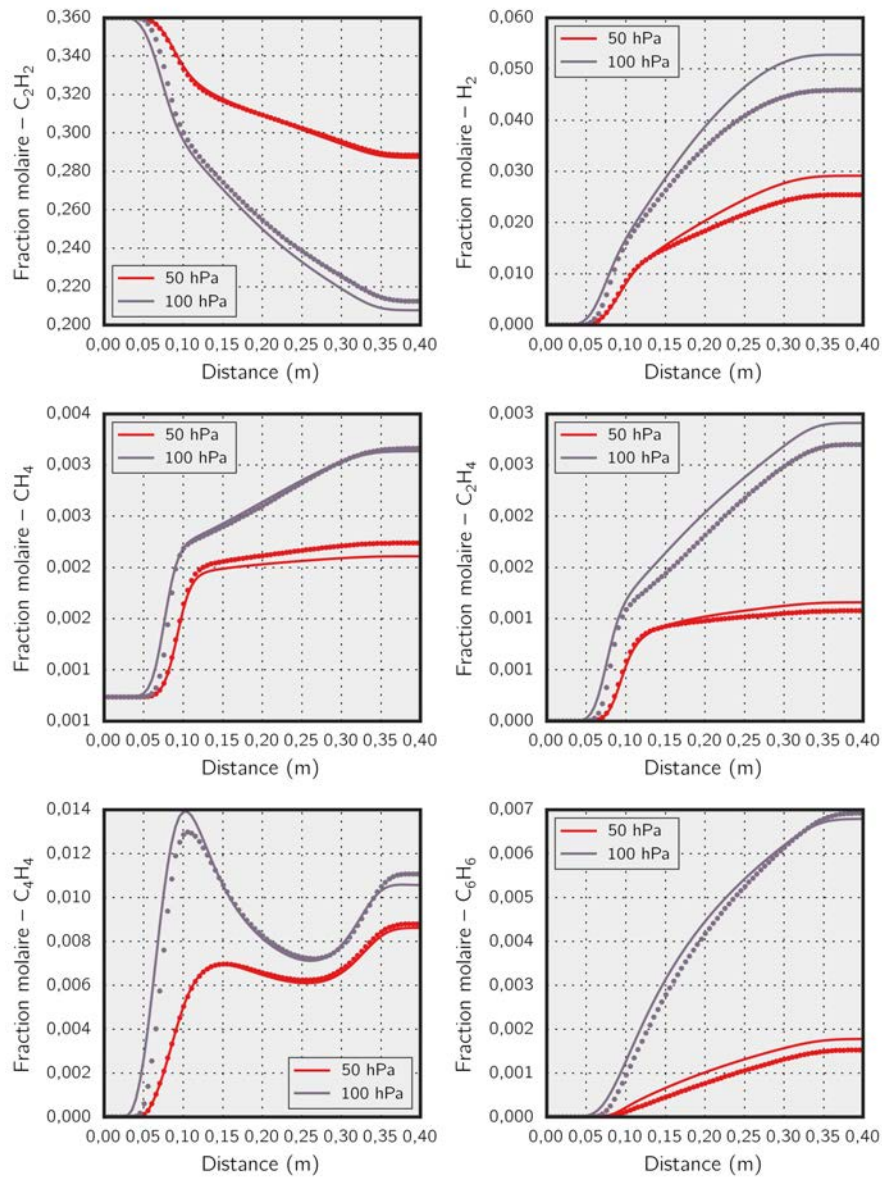 Fraction molaire – C₂H₂
0,360
0,340
0,320
0,300
0,280
0,260
0,240
0,220
0,200
50 hPa
100 hPa
0,00 0,05 0,10 0,15 0,20 0,25 0,30 0,35 0,40
Distance (m)
Fraction molaire – H₂
0,060
0,050
0,040
0,030
0,020
0,010
0,000
50 hPa
100 hPa
0,00 0,05 0,10 0,15 0,20 0,25 0,30 0,35 0,40
Distance (m)
Fraction molaire – CH₄
0,004
0,003
0,003
0,002
0,002
0,001
0,001
50 hPa
100 hPa
0,00 0,05 0,10 0,15 0,20 0,25 0,30 0,35 0,40
Distance (m)
Fraction molaire – C₂H₄
0,003
0,003
0,002
0,002
0,001
0,001
0,000
50 hPa
100 hPa
0,00 0,05 0,10 0,15 0,20 0,25 0,30 0,35 0,40
Distance (m)
Fraction molaire – C₄H₄
0,014
0,012
0,010
0,008
0,006
0,004
0,002
0,000
50 hPa
100 hPa
0,00 0,05 0,10 0,15 0,20 0,25 0,30 0,35 0,40
Distance (m)
Fraction molaire – C₆H₆
0,007
0,006
0,005
0,004
0,003
0,002
0,001
0,000
50 hPa
100 hPa
0,00 0,05 0,10 0,15 0,20 0,25 0,30 0,35 0,40
Distance (m)